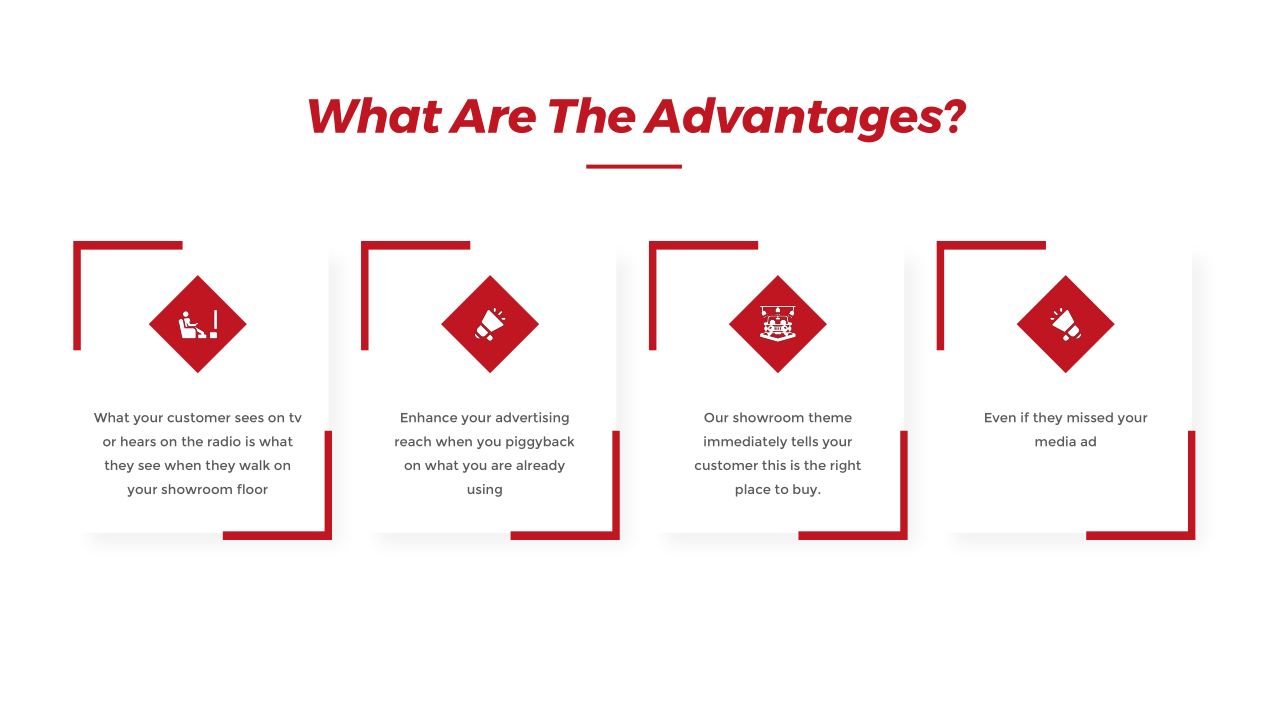 What Are The Advantages?
What your customer sees on tv
or hears on the radio is what
they see when they walk on
your showroom floor
Enhance your advertising
reach when you piggyback
on what you are already
using
Our showroom theme
immediately tells your
customer this is the right
place to buy.
Even if they missed your
media ad